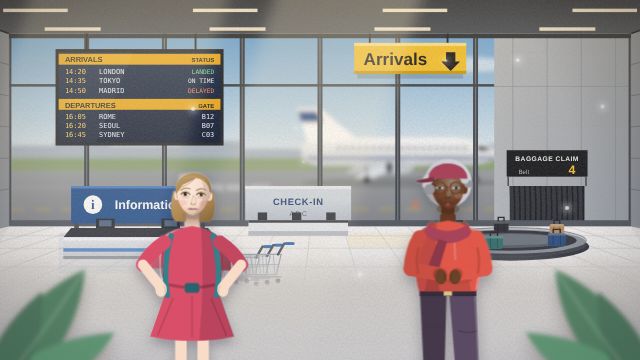 ARRIVALS STATUS
14:20 LONDON LANDED
14:35 TOKYO ON TIME
14:50 MADRID DELAYED
DEPARTURES GATE
16:05 ROME B12
16:20 SEOUL B07
16:45 SYDNEY C03
Arrivals
BAGGAGE CLAIM
Belt 4
i
CHECK-IN